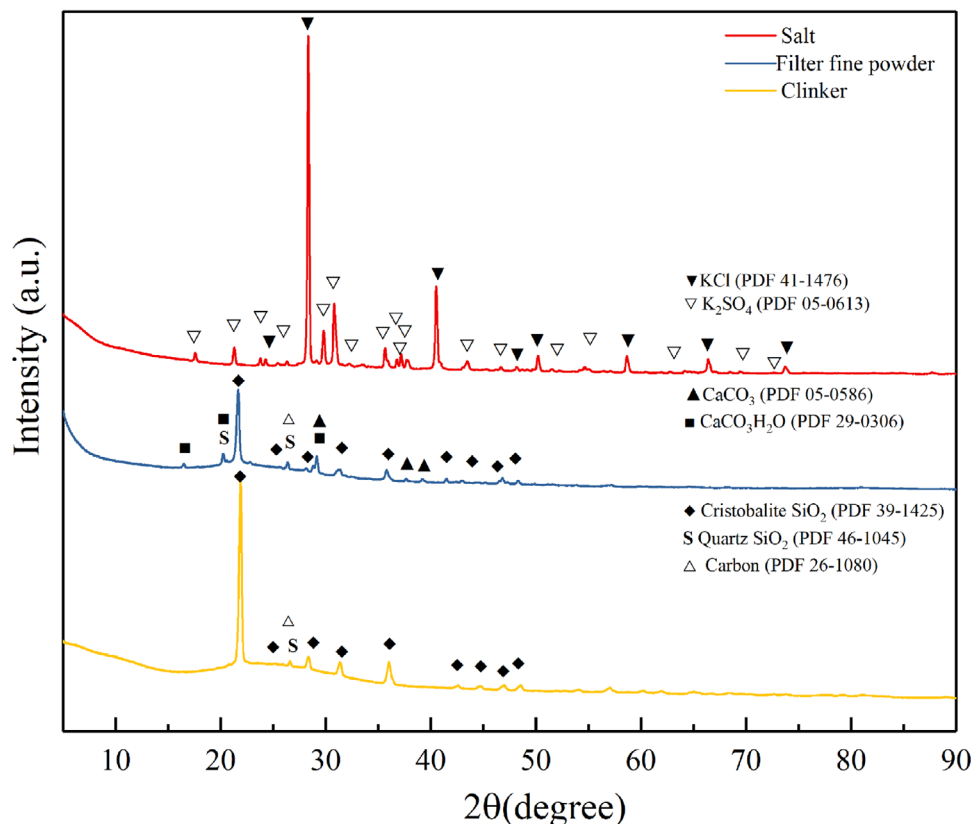 Salt
Filter fine powder
Clinker
▼KCl (PDF 41-1476)
▽K₂SO₄ (PDF 05-0613)
▲CaCO₃ (PDF 05-0586)
■ CaCO₃H₂O (PDF 29-0306)
S
S
◆ Cristobalite SiO₂ (PDF 39-1425)
S Quartz SiO₂ (PDF 46-1045)
△ Carbon (PDF 26-1080)
S
Intensity (a.u.)
10 20 30 40 50 60 70 80 90
2θ(degree)